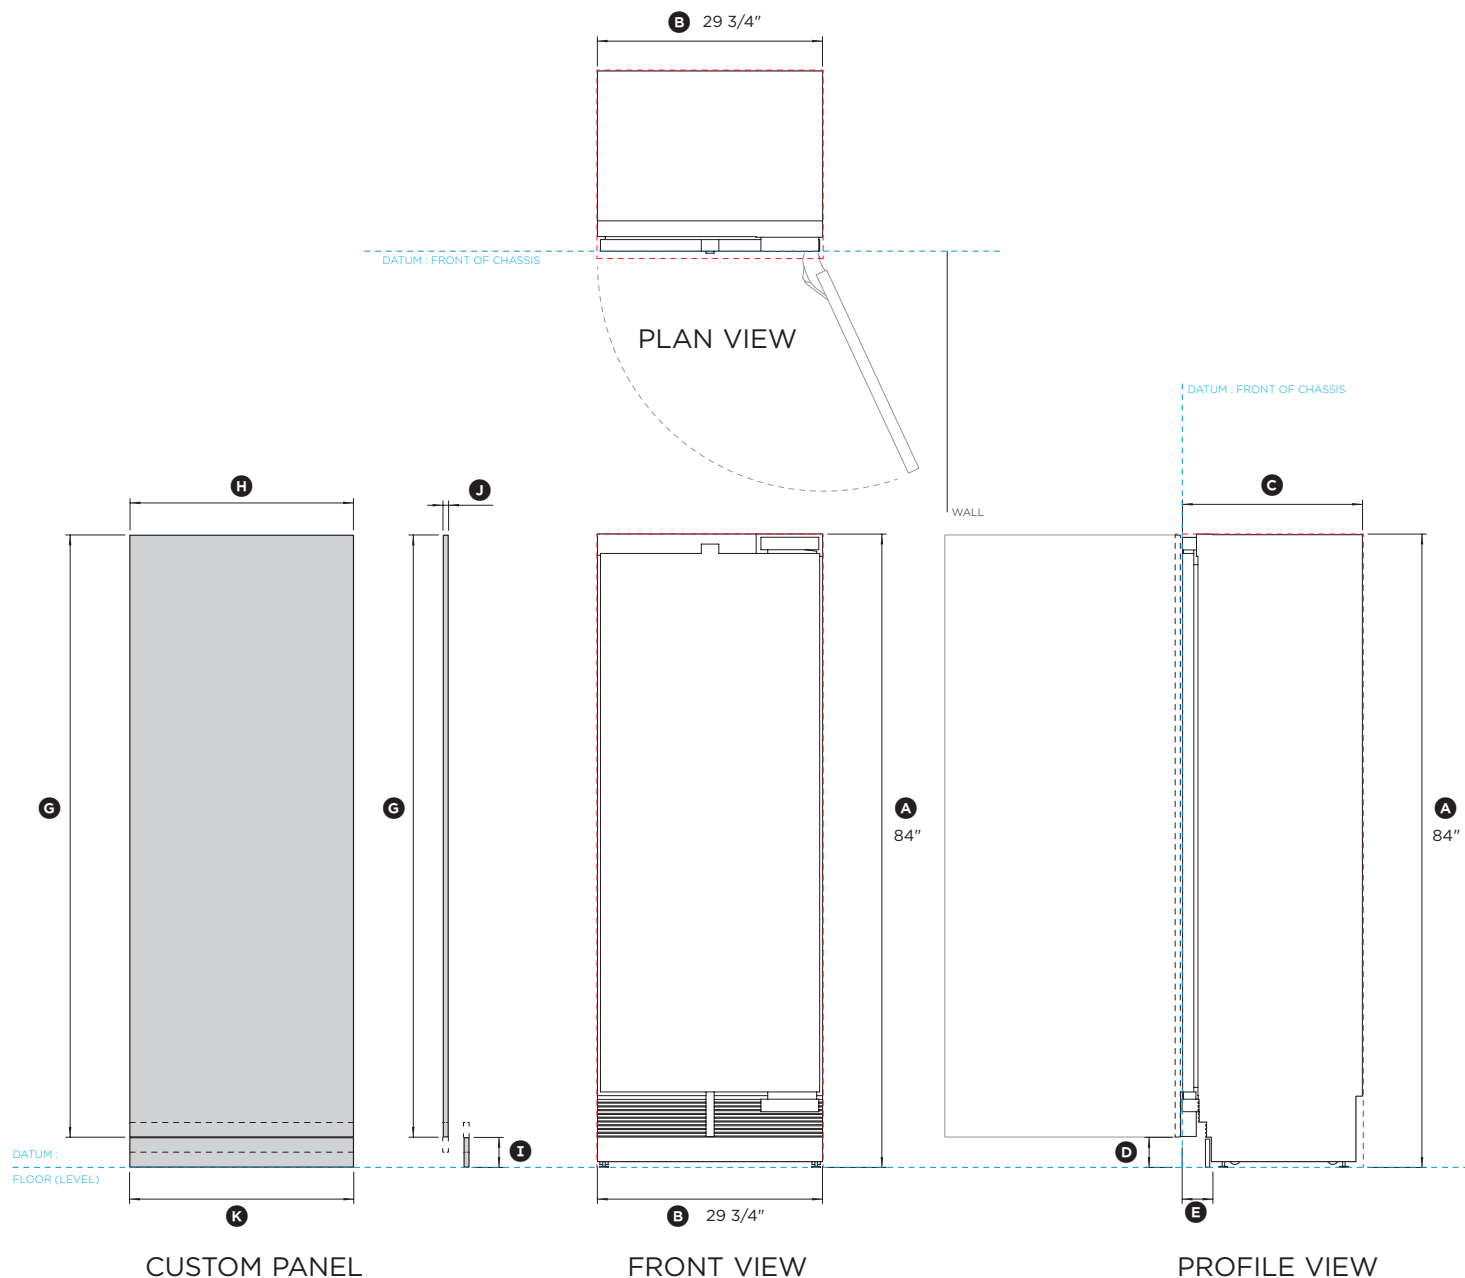 B 29 3/4"
DATUM : FRONT OF CHASSIS
PLAN VIEW
DATUM : FRONT OF CHASSIS
H
J
C
WALL
G
G
A
84"
A
84"
I
D
DATUM :
FLOOR (LEVEL)
K
B 29 3/4"
E
CUSTOM PANEL
FRONT VIEW
PROFILE VIEW